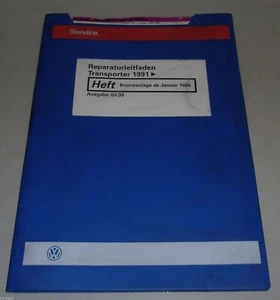 Service.
Reparaturleitfaden
Transporter 1991 ►
Heft Bremsanlage ab Januar 1996
Ausgabe 04.99